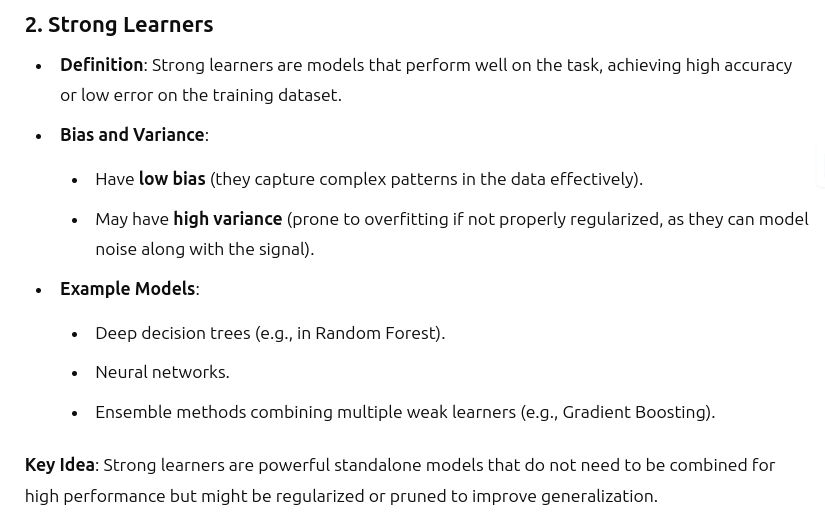 2. Strong Learners
• Definition: Strong learners are models that perform well on the task, achieving high accuracy
or low error on the training dataset.
• Bias and Variance:
• Have low bias (they capture complex patterns in the data effectively).
• May have high variance (prone to overfitting if not properly regularized, as they can model
noise along with the signal).
• Example Models:
• Deep decision trees (e.g., in Random Forest).
• Neural networks.
• Ensemble methods combining multiple weak learners (e.g., Gradient Boosting).
Key Idea: Strong learners are powerful standalone models that do not need to be combined for
high performance but might be regularized or pruned to improve generalization.